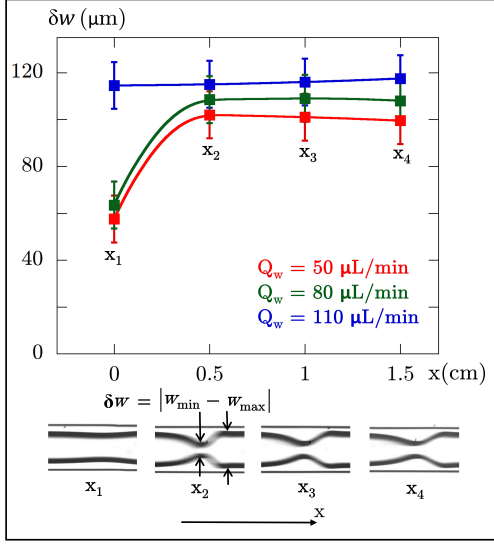 δw (μm)
120
80
40
0
x₁
x₂
x₃
x₄
Q_w = 50 μL/min
Q_w = 80 μL/min
Q_w = 110 μL/min
0 0.5 1 1.5 x(cm)
δw = |w_min − w_max|
x₁ x₂ x₃ x₄
x